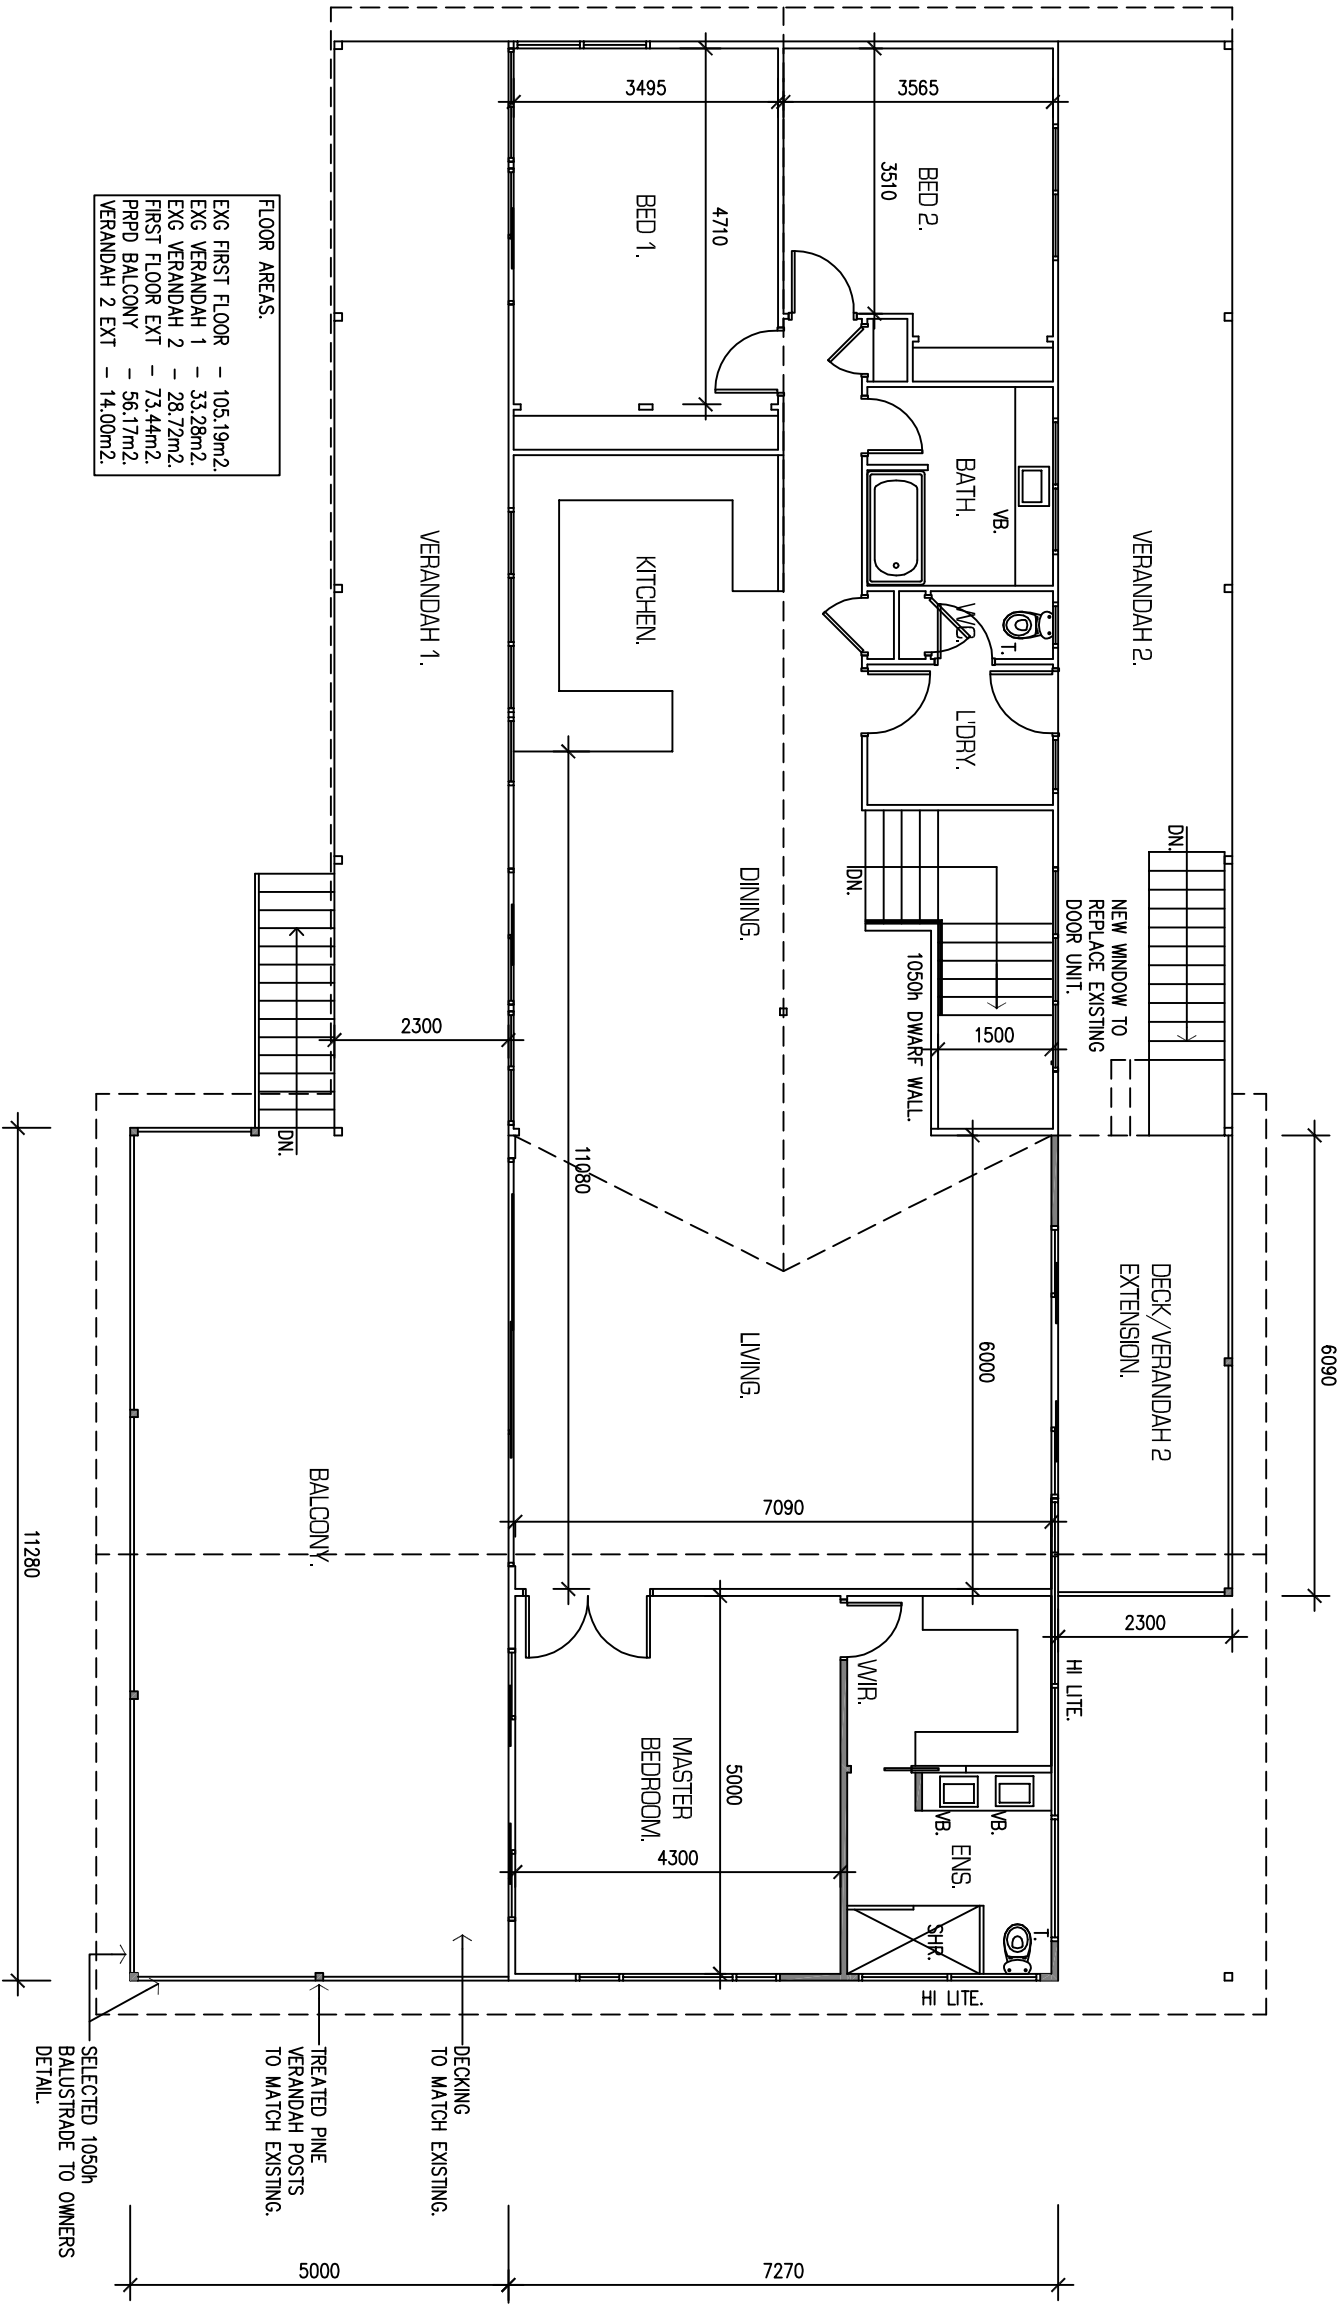 6090
DN.
NEW WINDOW TO
REPLACE EXISTING
DOOR UNIT.
VERANDAH 2.
DECK/VERANDAH 2
EXTENSION.
2300
HI LITE.
3565
3510
BED 2.
BATH.
VB.
W.C.
T.
L'DRY.
DN.
1050h DWARF WALL.
1500
6000
7090
WIR.
VB.
VB.
ENS.
SHR.
T.
HI LITE.
3495
4710
BED 1.
KITCHEN.
DINING.
LIVING.
11080
5000
MASTER
BEDROOM.
4300
VERANDAH 1.
2300
DN.
BALCONY.
DECKING
TO MATCH EXISTING.
TREATED PINE
VERANDAH POSTS
TO MATCH EXISTING.
SELECTED 1050h
BALUSTRADE TO OWNERS
DETAIL.
11280
5000
7270
FLOOR AREAS.
EXG FIRST FLOOR - 105.19m2.
EXG VERANDAH 1 - 33.28m2.
EXG VERANDAH 2 - 28.72m2.
FIRST FLOOR EXT - 73.44m2.
PRPD BALCONY - 56.17m2.
VERANDAH 2 EXT - 14.00m2.